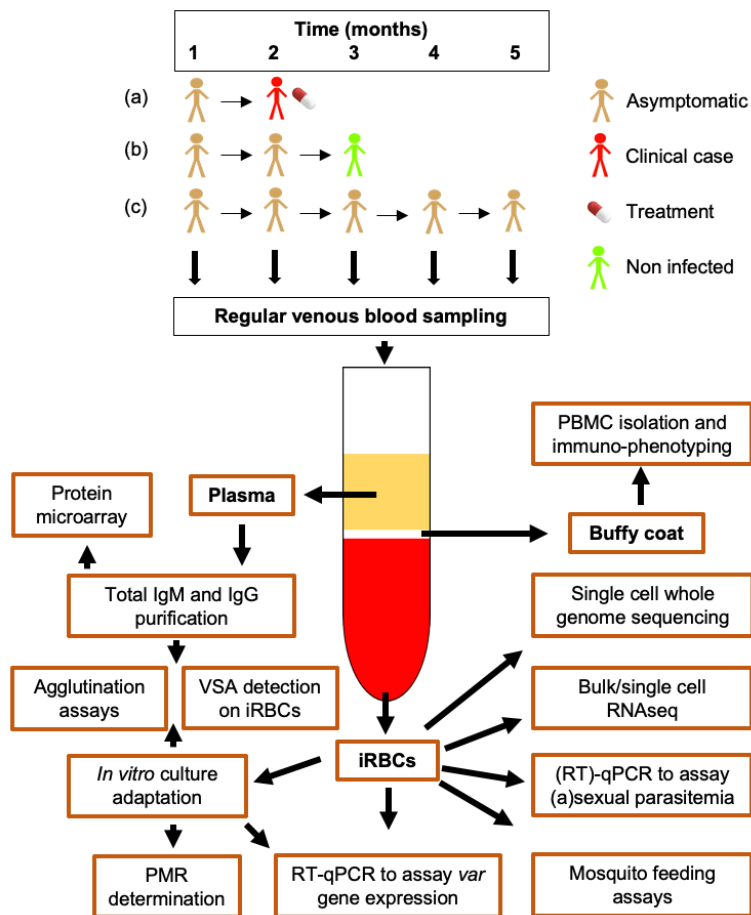 Time (months)
1 2 3 4 5
(a)
(b)
(c)
Asymptomatic
Clinical case
Treatment
Non infected
Regular venous blood sampling
PBMC isolation and
immuno-phenotyping
Protein
microarray
Plasma
Buffy coat
Total IgM and IgG
purification
Single cell whole
genome sequencing
Agglutination
assays
VSA detection
on iRBCs
Bulk/single cell
RNAseq
iRBCs
In vitro culture
adaptation
(RT)-qPCR to assay
(a)sexual parasitemia
PMR
determination
RT-qPCR to assay var
gene expression
Mosquito feeding
assays